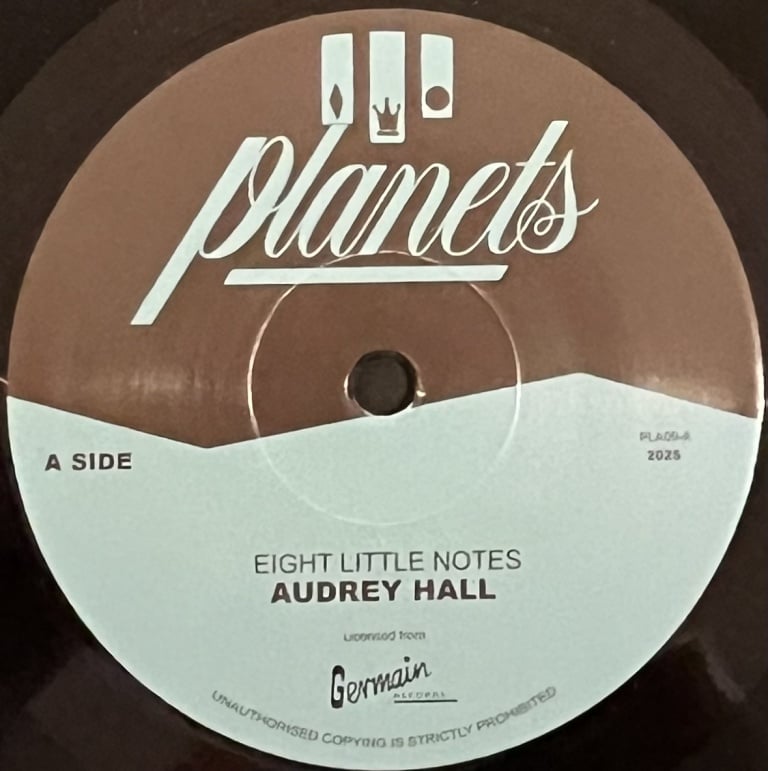 planets
A SIDE
PLA09-A
2025
EIGHT LITTLE NOTES
AUDREY HALL
Licensed from
Germain
UNAUTHORISED COPYING IS STRICTLY PROHIBITED